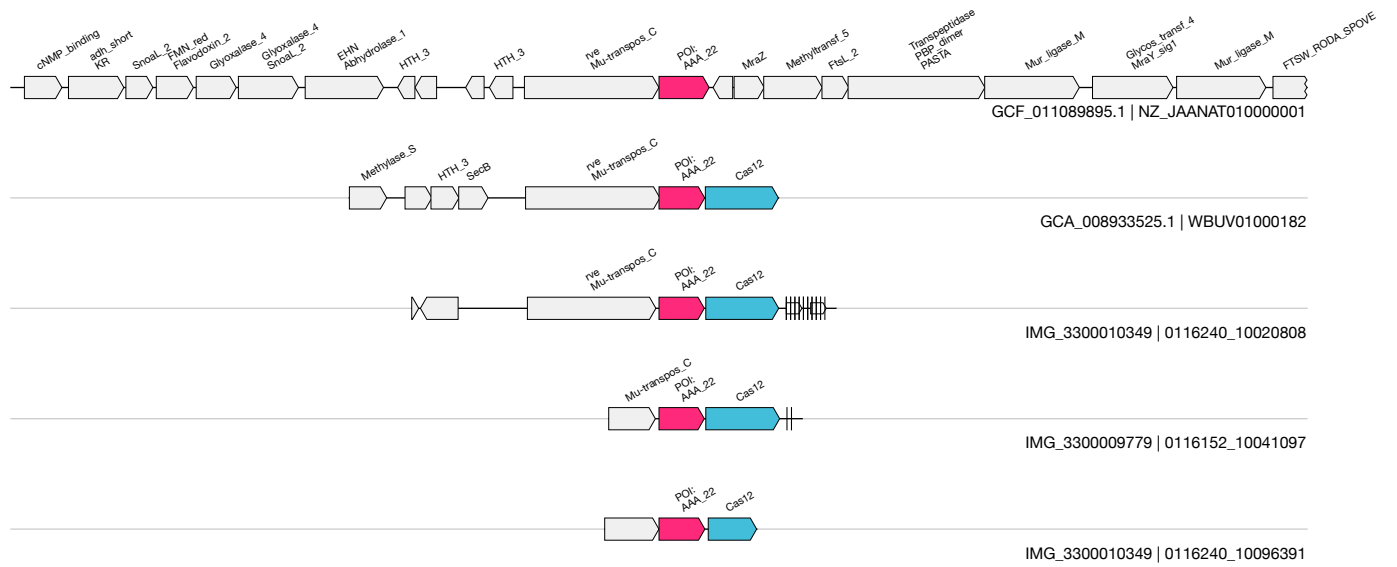 cNMP_binding
adh_short
KR
SnoaL_2
FMN_red
Flavodoxin_2
Glyoxalase_4
Glyoxalase_4
SnoaL_2
EHN
Abhydrolase_1
HTH_3
HTH_3
rve
Mu-transpos_C
POI:
AAA_22
MraZ
Methyltransf_5
FtsL_2
Transpeptidase
PBP_dimer
PASTA
Mur_ligase_M
Glycos_transf_4
MraY_sig1
Mur_ligase_M
FTSW_RODA_SPOVE
GCF_011089895.1 | NZ_JAANAT010000001
Methylase_S
HTH_3
SecB
rve
Mu-transpos_C
POI:
AAA_22
Cas12
GCA_008933525.1 | WBUV01000182
rve
Mu-transpos_C
POI:
AAA_22
Cas12
IMG_3300010349 | 0116240_10020808
Mu-transpos_C
POI:
AAA_22
Cas12
IMG_3300009779 | 0116152_10041097
POI:
AAA_22
Cas12
IMG_3300010349 | 0116240_10096391